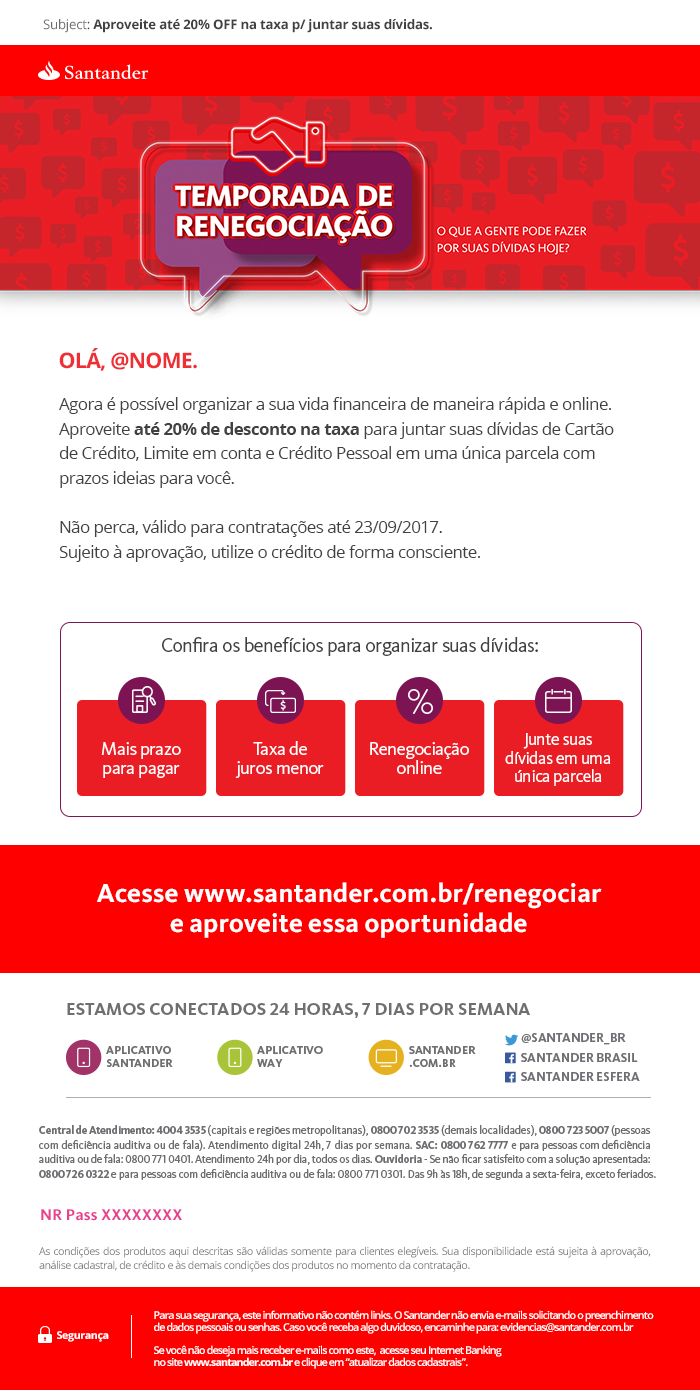 Subject: Aproveite até 20% OFF na taxa p/ juntar suas dívidas.
Santander
TEMPORADA DE
RENEGOCIAÇÃO
O QUE A GENTE PODE FAZER
POR SUAS DÍVIDAS HOJE?
OLÁ, @NOME.
Agora é possível organizar a sua vida financeira de maneira rápida e online.
Aproveite até 20% de desconto na taxa para juntar suas dívidas de Cartão
de Crédito, Limite em conta e Crédito Pessoal em uma única parcela com
prazos ideias para você.
Não perca, válido para contratações até 23/09/2017.
Sujeito à aprovação, utilize o crédito de forma consciente.
Confira os benefícios para organizar suas dívidas:
Mais prazo
para pagar
Taxa de
juros menor
Renegociação
online
Junte suas
dívidas em uma
única parcela
Acesse www.santander.com.br/renegociar
e aproveite essa oportunidade
ESTAMOS CONECTADOS 24 HORAS, 7 DIAS POR SEMANA
APLICATIVO
SANTANDER
APLICATIVO
WAY
SANTANDER
.COM.BR
@SANTANDER_BR
SANTANDER BRASIL
SANTANDER ESFERA
Central de Atendimento: 4004 3535 (capitais e regiões metropolitanas), 0800 702 3535 (demais localidades), 0800 723 5007 (pessoas
com deficiência auditiva ou de fala). Atendimento digital 24h, 7 dias por semana. SAC: 0800 762 7777 e para pessoas com deficiência
auditiva ou de fala: 0800 771 0401. Atendimento 24h por dia, todos os dias. Ouvidoria - Se não ficar satisfeito com a solução apresentada:
0800 726 0322 e para pessoas com deficiência auditiva ou de fala: 0800 771 0301. Das 9h às 18h, de segunda a sexta-feira, exceto feriados.
NR Pass XXXXXXXX
As condições dos produtos aqui descritas são válidas somente para clientes elegíveis. Sua disponibilidade está sujeita à aprovação,
análise cadastral, de crédito e às demais condições dos produtos no momento da contratação.
Segurança
Para sua segurança, este informativo não contém links. O Santander não envia e-mails solicitando o preenchimento
de dados pessoais ou senhas. Caso você receba algo duvidoso, encaminhe para: evidencias@santander.com.br
Se você não deseja mais receber e-mails como este, acesse seu Internet Banking
no site www.santander.com.br e clique em "atualizar dados cadastrais".